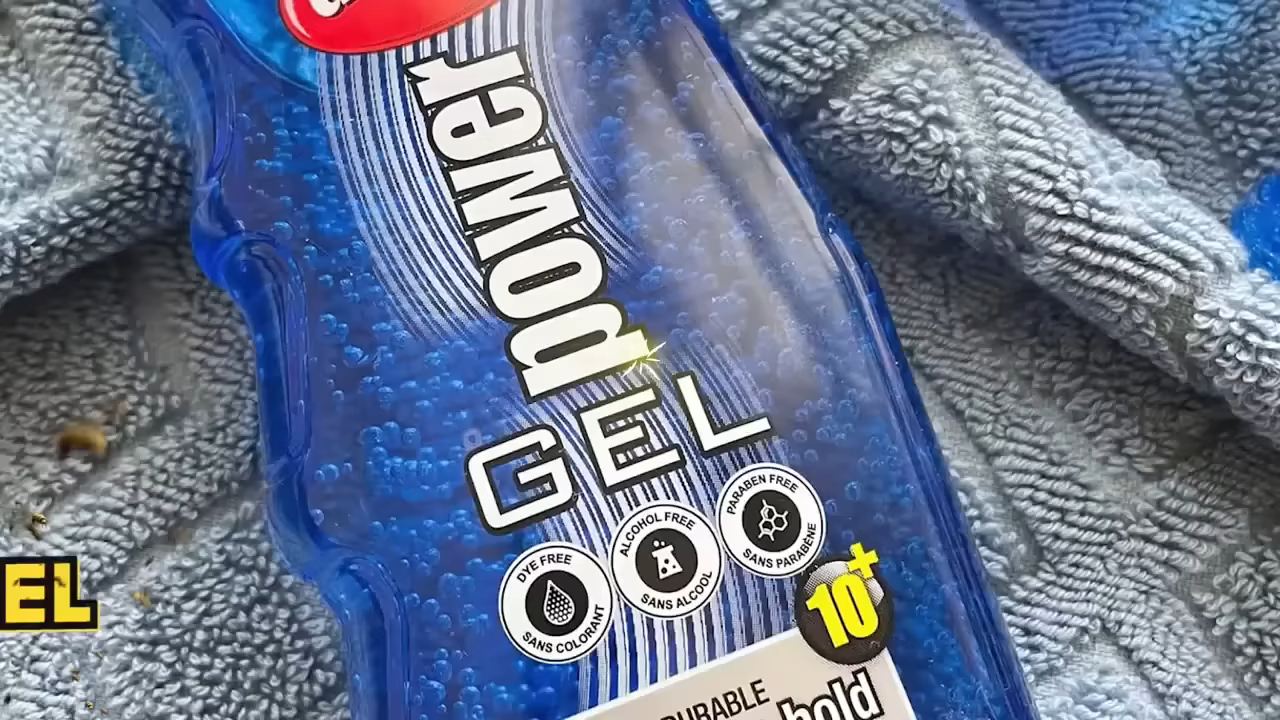 power
GEL
DYE FREE
SANS COLORANT
ALCOHOL FREE
SANS ALCOOL
PARABEN FREE
SANS PARABÈNE
10+
DURABLE
hold
EL